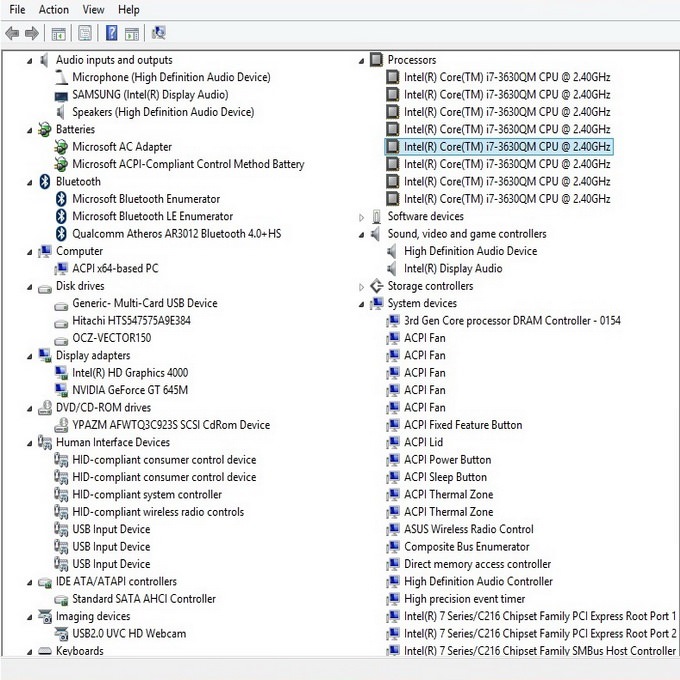 File Action View Help
Audio inputs and outputs
Microphone (High Definition Audio Device)
SAMSUNG (Intel(R) Display Audio)
Speakers (High Definition Audio Device)
Batteries
Microsoft AC Adapter
Microsoft ACPI-Compliant Control Method Battery
Bluetooth
Microsoft Bluetooth Enumerator
Microsoft Bluetooth LE Enumerator
Qualcomm Atheros AR3012 Bluetooth 4.0+HS
Computer
ACPI x64-based PC
Disk drives
Generic- Multi-Card USB Device
Hitachi HTS547575A9E384
OCZ-VECTOR150
Display adapters
Intel(R) HD Graphics 4000
NVIDIA GeForce GT 645M
DVD/CD-ROM drives
YPAZM AFWTQ3C923S SCSI CdRom Device
Human Interface Devices
HID-compliant consumer control device
HID-compliant consumer control device
HID-compliant system controller
HID-compliant wireless radio controls
USB Input Device
USB Input Device
USB Input Device
IDE ATA/ATAPI controllers
Standard SATA AHCI Controller
Imaging devices
USB2.0 UVC HD Webcam
Keyboards
Processors
Intel(R) Core(TM) i7-3630QM CPU @ 2.40GHz
Intel(R) Core(TM) i7-3630QM CPU @ 2.40GHz
Intel(R) Core(TM) i7-3630QM CPU @ 2.40GHz
Intel(R) Core(TM) i7-3630QM CPU @ 2.40GHz
Intel(R) Core(TM) i7-3630QM CPU @ 2.40GHz
Intel(R) Core(TM) i7-3630QM CPU @ 2.40GHz
Intel(R) Core(TM) i7-3630QM CPU @ 2.40GHz
Intel(R) Core(TM) i7-3630QM CPU @ 2.40GHz
Software devices
Sound, video and game controllers
High Definition Audio Device
Intel(R) Display Audio
Storage controllers
System devices
3rd Gen Core processor DRAM Controller - 0154
ACPI Fan
ACPI Fan
ACPI Fan
ACPI Fan
ACPI Fan
ACPI Fixed Feature Button
ACPI Lid
ACPI Power Button
ACPI Sleep Button
ACPI Thermal Zone
ACPI Thermal Zone
ASUS Wireless Radio Control
Composite Bus Enumerator
Direct memory access controller
High Definition Audio Controller
High precision event timer
Intel(R) 7 Series/C216 Chipset Family PCI Express Root Port 1
Intel(R) 7 Series/C216 Chipset Family PCI Express Root Port 2
Intel(R) 7 Series/C216 Chipset Family SMBus Host Controller